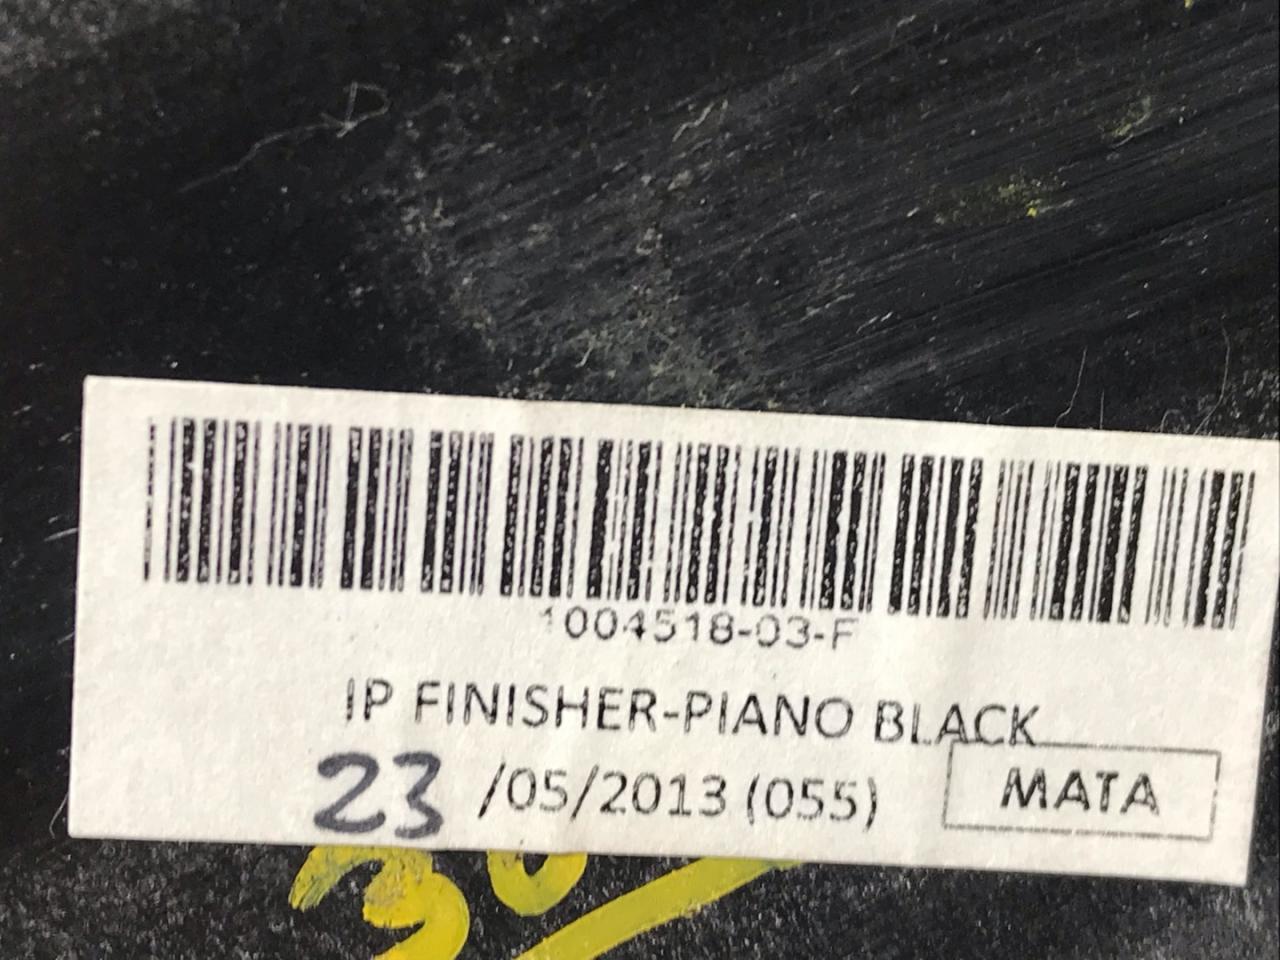 1004518-03-F
IP FINISHER-PIANO BLACK
23 /05/2013 (055)
MATA